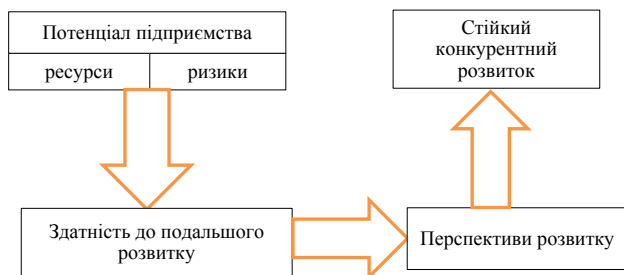 Потенціал підприємства
ресурси ризики
Здатність до подальшого
розвитку
Перспективи розвитку
Стійкий
конкурентний
розвиток